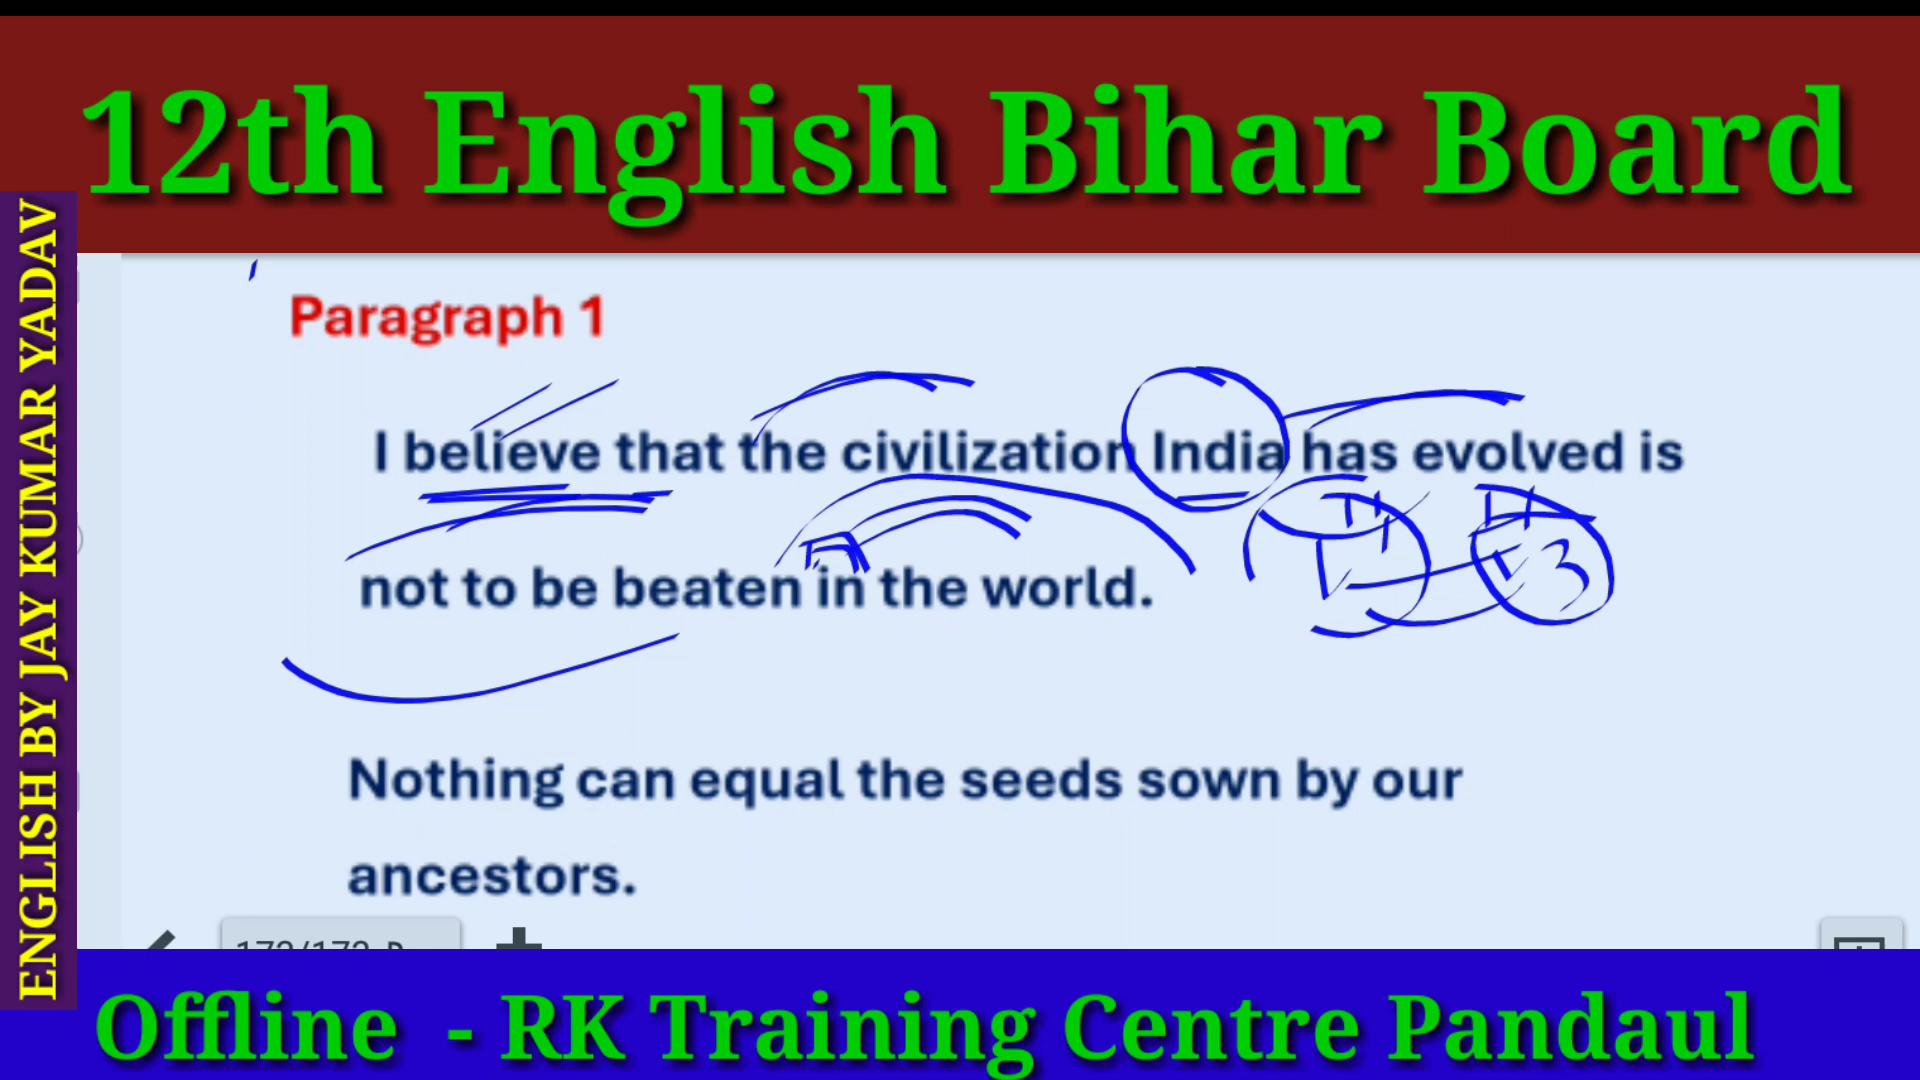 12th English Bihar Board
ENGLISH BY JAY KUMAR YADAV
Paragraph 1
I believe that the civilization India has evolved is
not to be beaten in the world.
Nothing can equal the seeds sown by our
ancestors.
Offline - RK Training Centre Pandaul